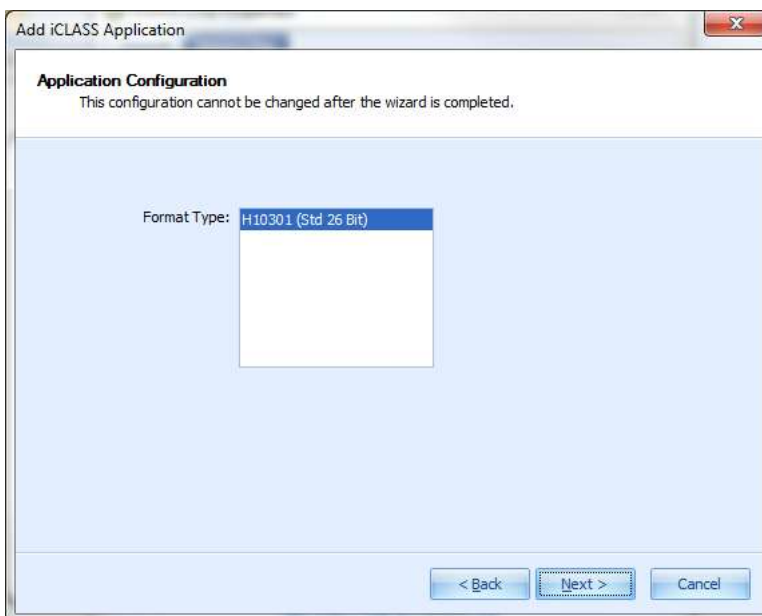 Add iCLASS Application
Application Configuration
This configuration cannot be changed after the wizard is completed.
Format Type:
H10301 (Std 26 Bit)
< Back
Next >
Cancel